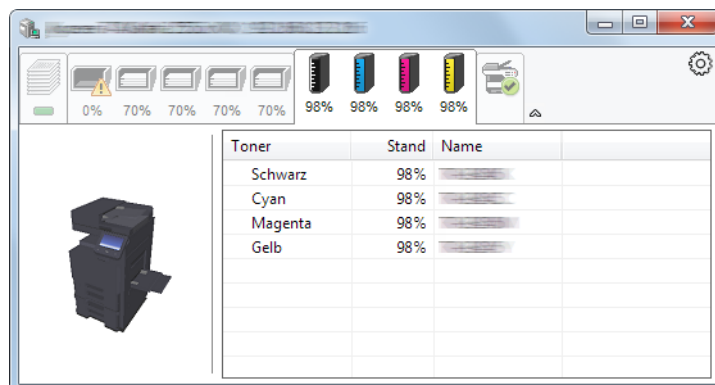 0% 70% 70% 70% 70% 98% 98% 98% 98%
Toner Stand Name
Schwarz 98%
Cyan 98%
Magenta 98%
Gelb 98%